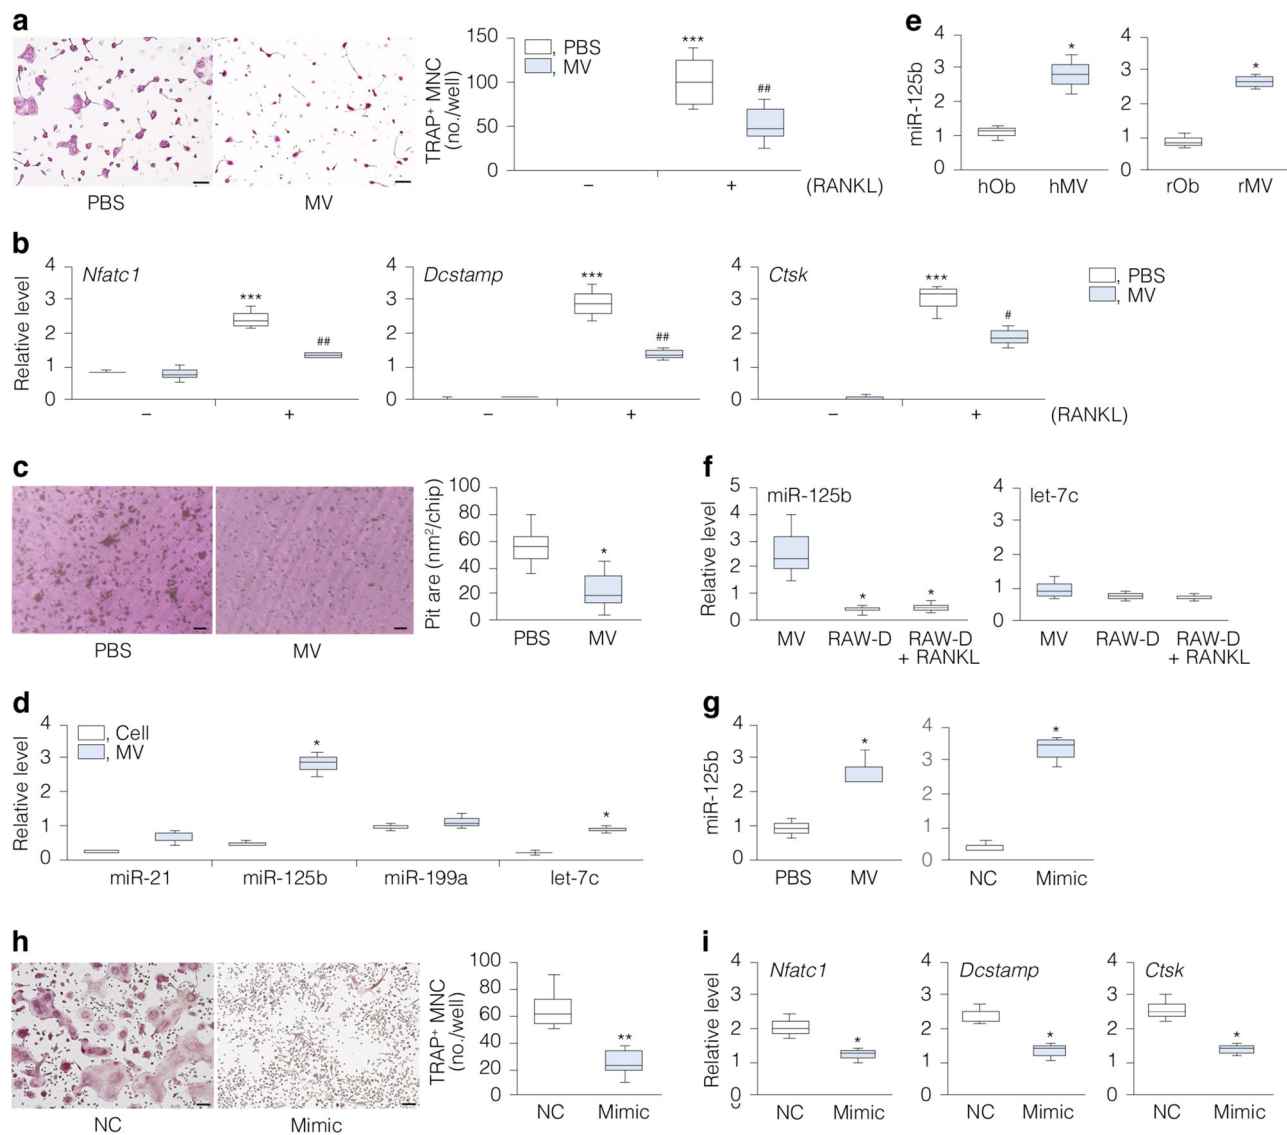 a
PBS
MV
TRAP⁺ MNC
(no./well)
150
100
50
0
, PBS
, MV
***
##
–
+
(RANKL)
e
miR-125b
4
3
2
1
0
*
hOb
hMV
4
3
2
1
0
*
rOb
rMV
b
Relative level
4
3
2
1
0
Nfatc1
***
##
–
+
4
3
2
1
0
Dcstamp
***
##
–
+
4
3
2
1
0
Ctsk
***
#
–
+
(RANKL)
, PBS
, MV
c
PBS
MV
Pit are (nm²/chip)
100
80
60
40
20
0
*
PBS
MV
f
Relative level
5
4
3
2
1
0
miR-125b
*
*
MV
RAW-D
RAW-D
+ RANKL
4
3
2
1
0
let-7c
MV
RAW-D
RAW-D
+ RANKL
d
Relative level
4
3
2
1
0
, Cell
, MV
*
*
miR-21
miR-125b
miR-199a
let-7c
g
miR-125b
4
3
2
1
0
*
PBS
MV
4
3
2
1
0
*
NC
Mimic
h
NC
Mimic
TRAP⁺ MNC
(no./well)
100
80
60
40
20
0
**
NC
Mimic
i
Relative level
4
3
2
1
0
Nfatc1
*
NC
Mimic
4
3
2
1
0
Dcstamp
*
NC
Mimic
4
3
2
1
0
Ctsk
*
NC
Mimic